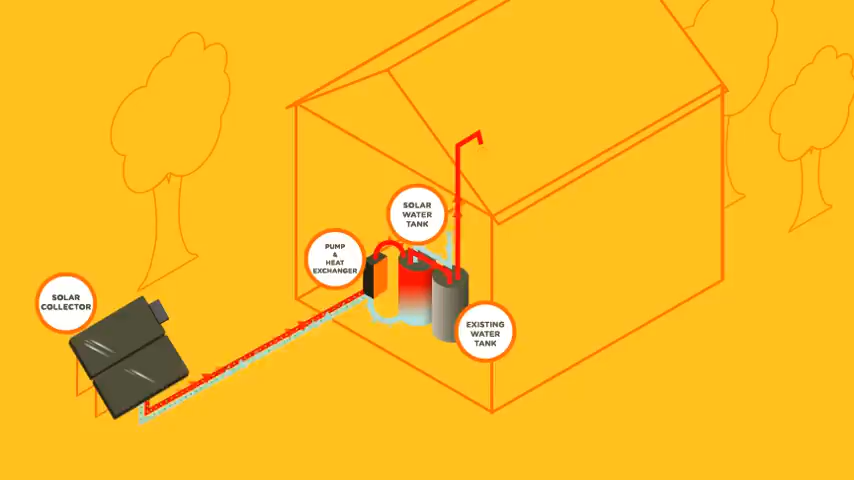 SOLAR
WATER
TANK
PUMP
&
HEAT
EXCHANGER
SOLAR
COLLECTOR
EXISTING
WATER
TANK